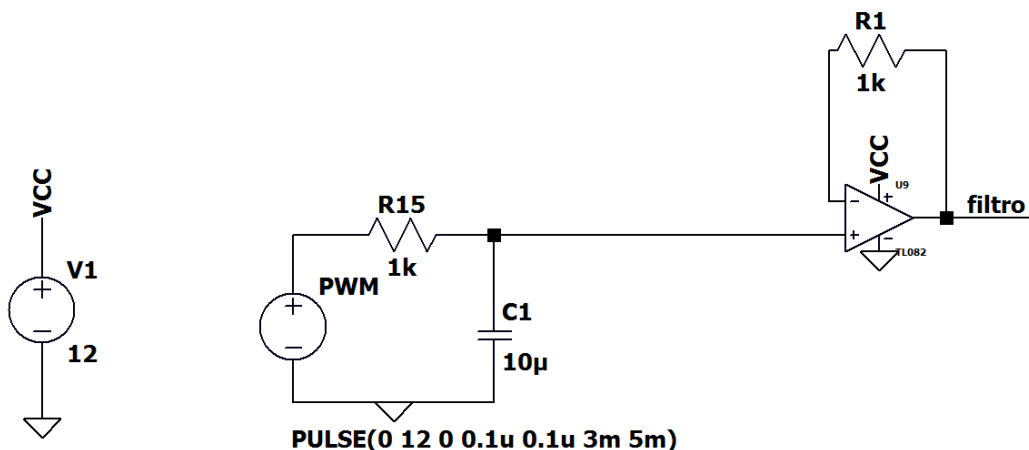 R1
1k
VCC
VCC
U9
R15
filtro
1k
TL082
V1
PWM
C1
12
10µ
PULSE(0 12 0 0.1u 0.1u 3m 5m)